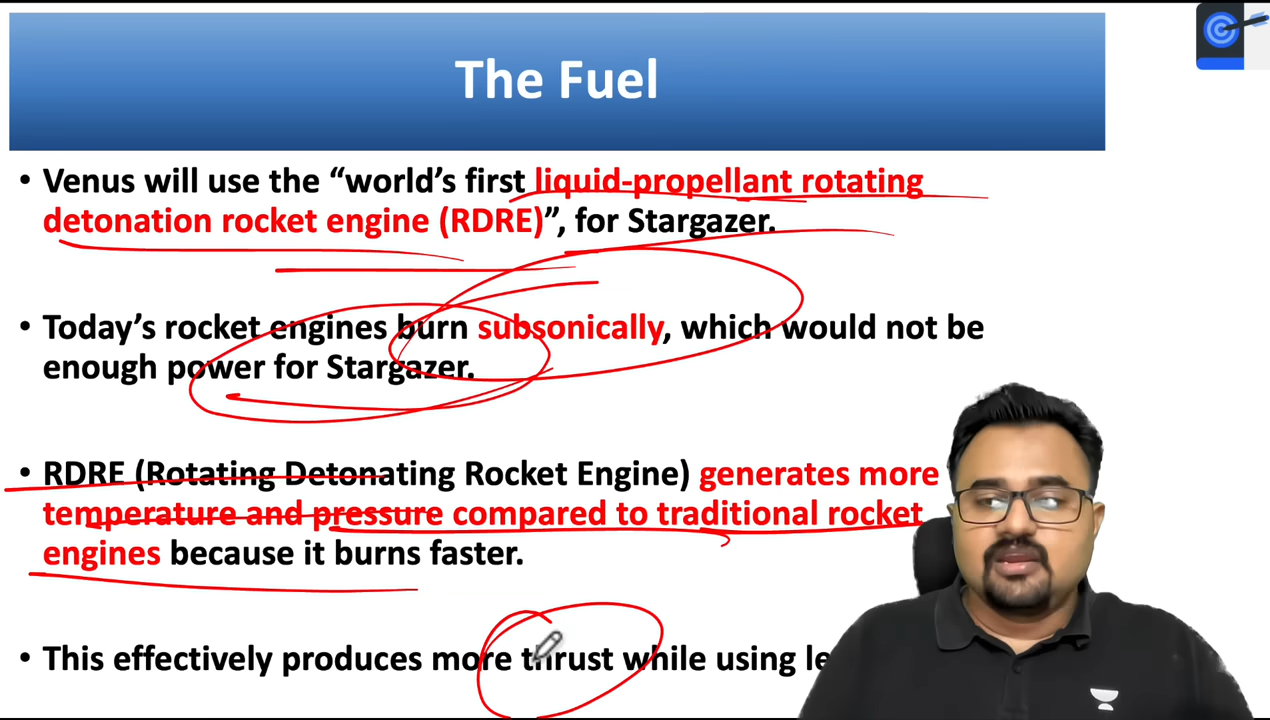 The Fuel
• Venus will use the “world’s first liquid-propellant rotating
detonation rocket engine (RDRE)”, for Stargazer.
• Today’s rocket engines burn subsonically, which would not be
enough power for Stargazer.
• RDRE (Rotating Detonating Rocket Engine) generates more
temperature and pressure compared to traditional rocket
engines because it burns faster.
• This effectively produces more thrust while using